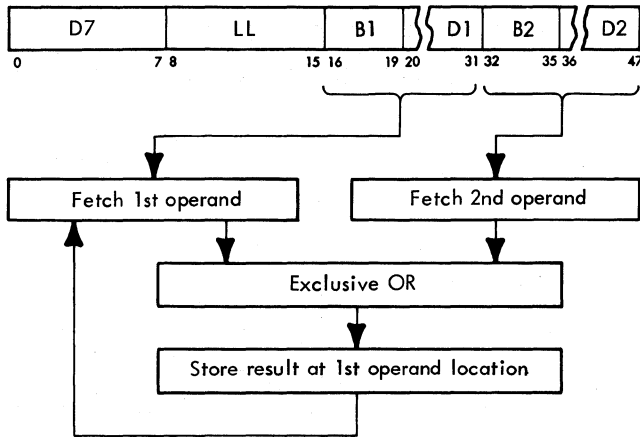 D7 LL B1 D1 B2 D2
0 7 8 15 16 19 20 31 32 35 36 47
Fetch 1st operand Fetch 2nd operand
Exclusive OR
Store result at 1st operand location